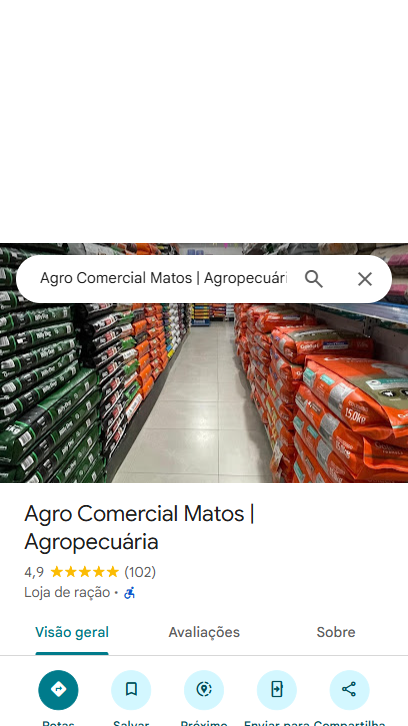 Agro Comercial Matos | Agropecuári
15,0KG
Agro Comercial Matos |
Agropecuária
4,9 (102)
Loja de ração ·
Visão geral Avaliações Sobre
Rotas Salvar Próximo Enviar para Compartilha